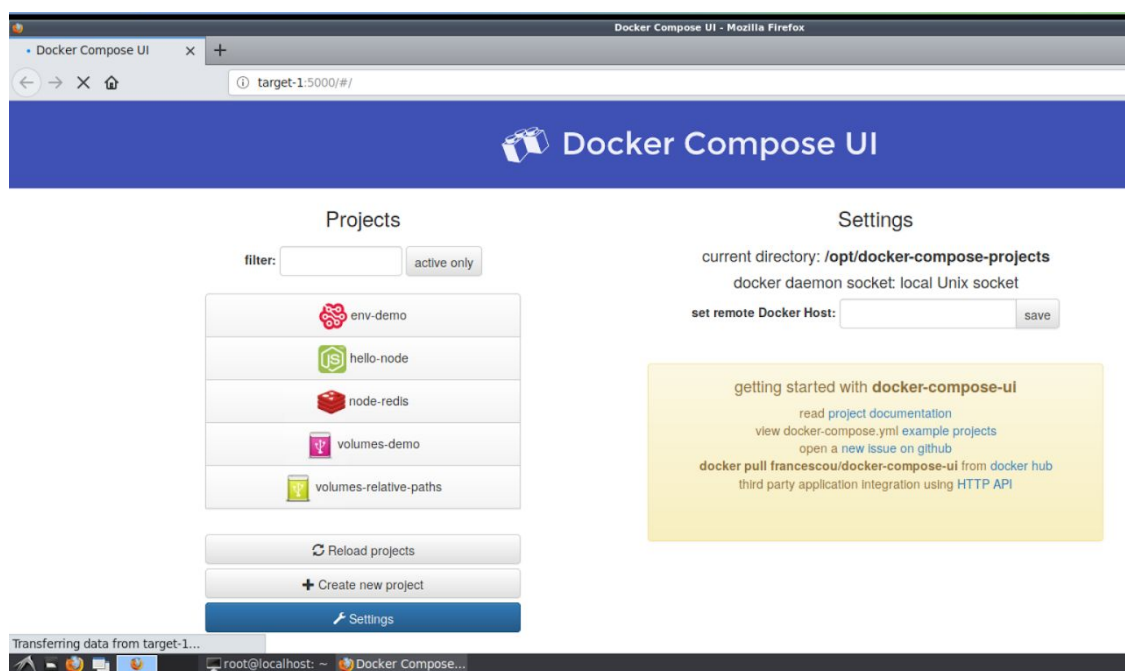 Docker Compose UI - Mozilla Firefox
• Docker Compose UI
target-1:5000/#/
Docker Compose UI
Projects
filter:
active only
env-demo
hello-node
node-redis
volumes-demo
volumes-relative-paths
Reload projects
Create new project
Settings
Settings
current directory: /opt/docker-compose-projects
docker daemon socket: local Unix socket
set remote Docker Host:
save
getting started with docker-compose-ui
read project documentation
view docker-compose.yml example projects
open a new issue on github
docker pull francescou/docker-compose-ui from docker hub
third party application integration using HTTP API
Transferring data from target-1...
root@localhost: ~
Docker Compose...